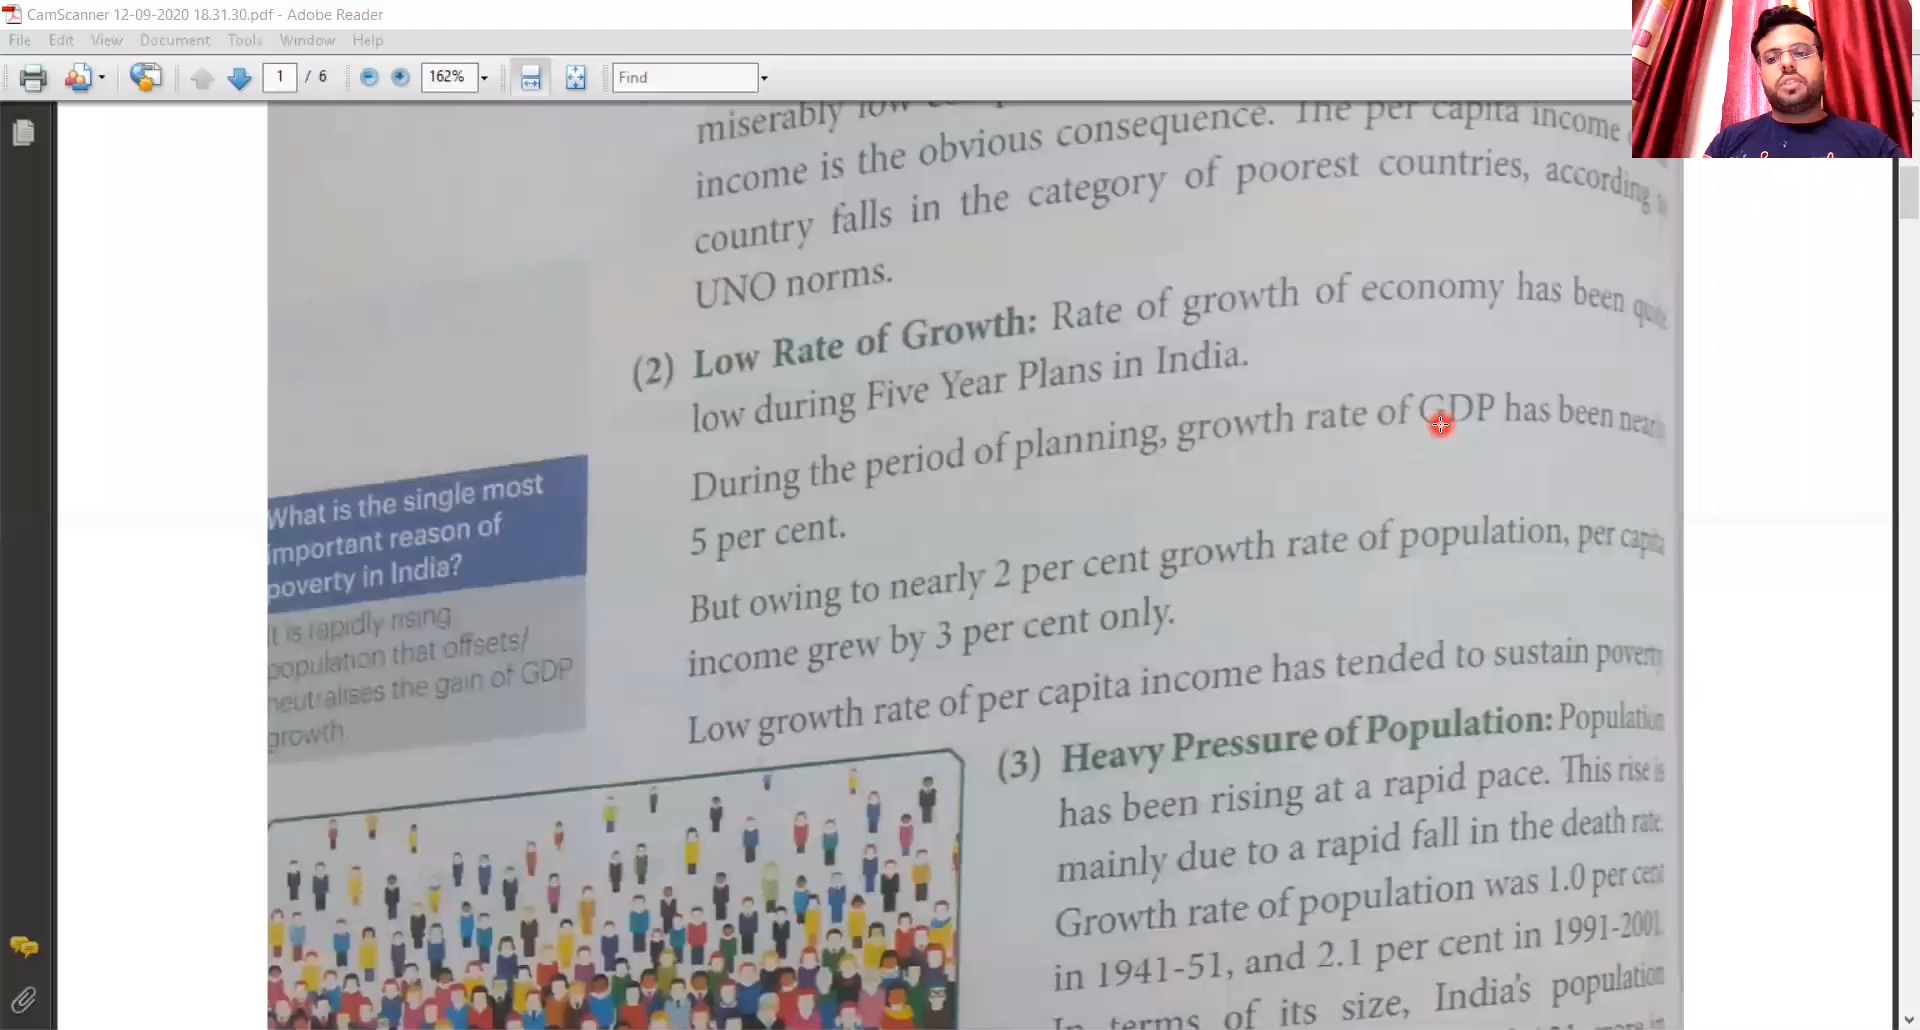 CamScanner 12-09-2020 18.31.30.pdf - Adobe Reader
File Edit View Document Tools Window Help
1 / 6 162% Find
miserably low
income is the obvious consequence. The per capita income
country falls in the category of poorest countries, according
UNO norms.
(2) Low Rate of Growth: Rate of growth of economy has been
low during Five Year Plans in India.
During the period of planning, growth rate of GDP has been
5 per cent.
But owing to nearly 2 per cent growth rate of population, per capita
income grew by 3 per cent only.
Low growth rate of per capita income has tended to sustain poverty
What is the single most
important reason of
poverty in India?
It is rapidly rising
population that offsets/
neutralises the gain of GDP
growth.
(3) Heavy Pressure of Population: Population
has been rising at a rapid pace. This rise is
mainly due to a rapid fall in the death rate.
Growth rate of population was 1.0 per cent
in 1941-51, and 2.1 per cent in 1991-2001.
In terms of its size, India's population